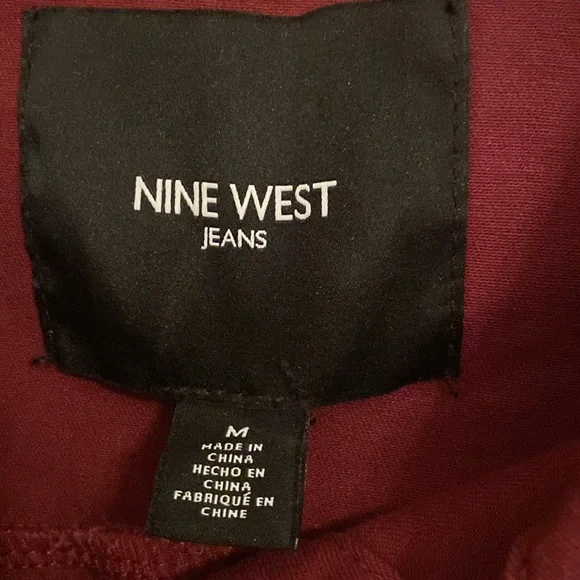 NINE WEST
JEANS
M
MADE IN
CHINA
HECHO EN
CHINA
FABRIQUÉ EN
CHINE